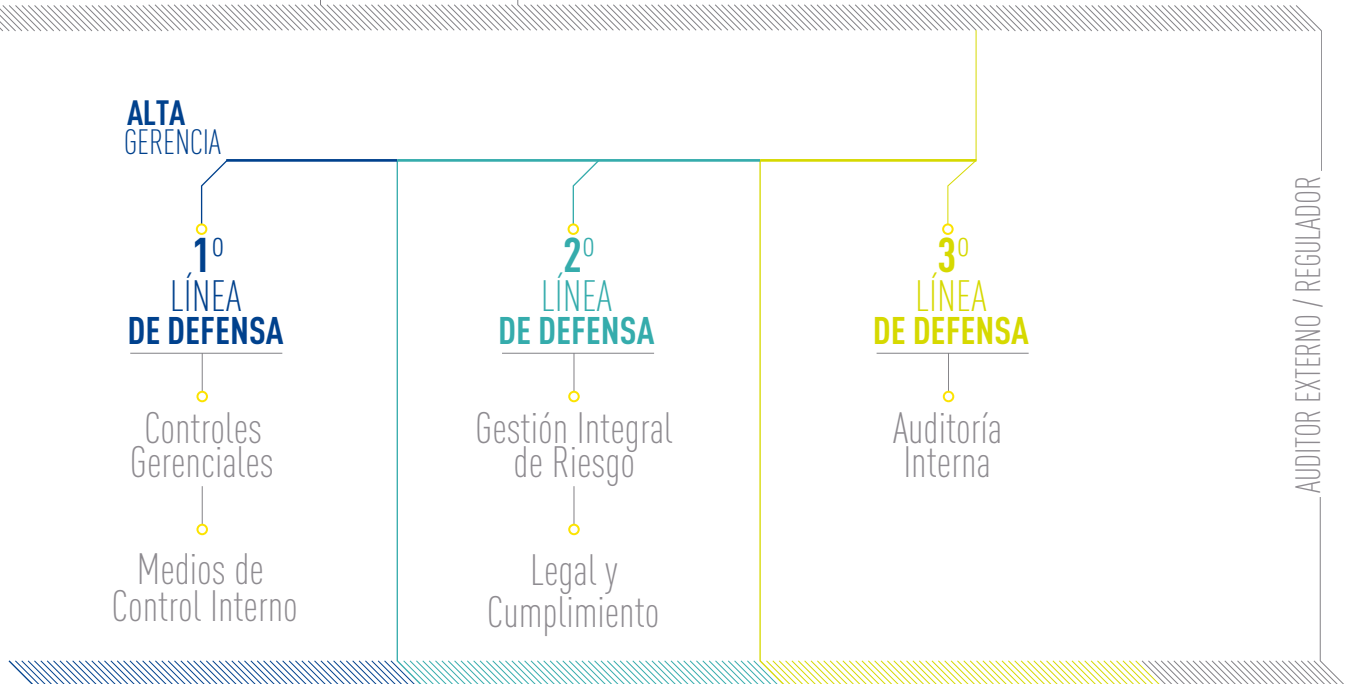 ALTA
GERENCIA
1º
LÍNEA
DE DEFENSA
Controles
Gerenciales
Medios de
Control Interno
2º
LÍNEA
DE DEFENSA
Gestión Integral
de Riesgo
Legal y
Cumplimiento
3º
LÍNEA
DE DEFENSA
Auditoría
Interna
AUDITOR EXTERNO / REGULADOR